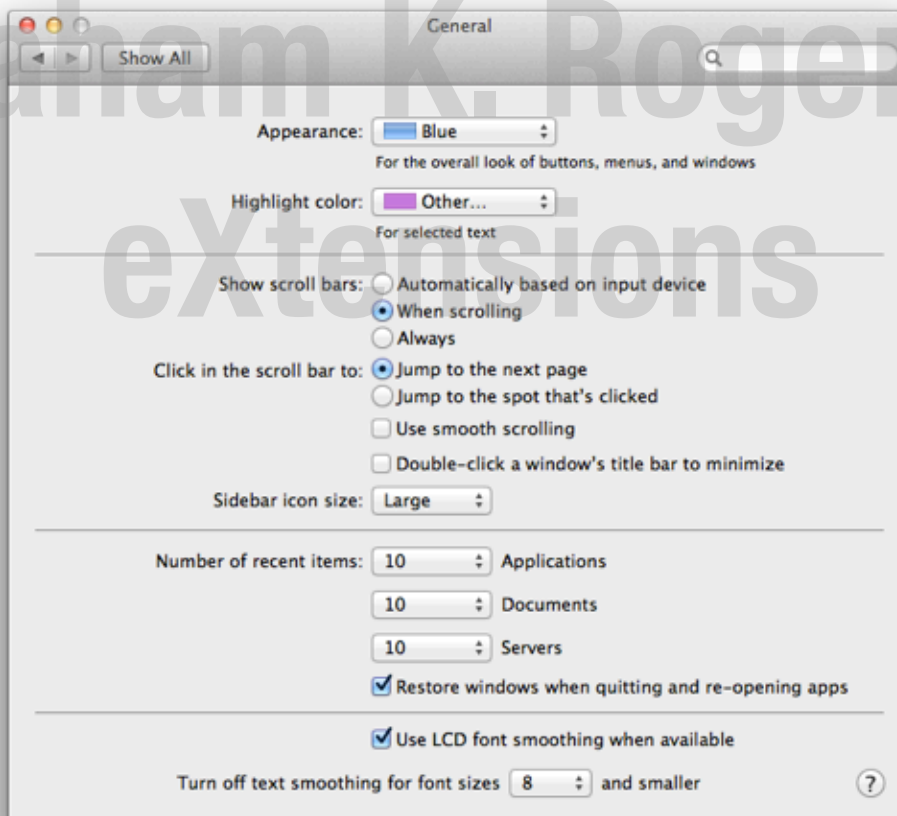 General
Show All
aham K. Roger
Appearance: Blue
For the overall look of buttons, menus, and windows
Highlight color: Other...
For selected text
eXtensions
Show scroll bars: Automatically based on input device
When scrolling
Always
Click in the scroll bar to: Jump to the next page
Jump to the spot that's clicked
Use smooth scrolling
Double-click a window's title bar to minimize
Sidebar icon size: Large
Number of recent items: 10 Applications
10 Documents
10 Servers
Restore windows when quitting and re-opening apps
Use LCD font smoothing when available
Turn off text smoothing for font sizes 8 and smaller ?